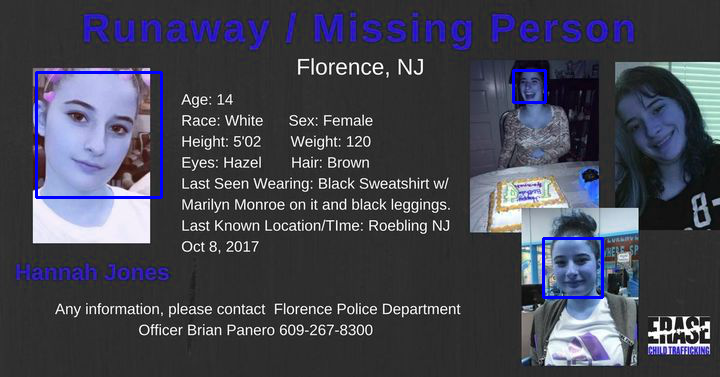 Runaway / Missing Person
Florence, NJ
Age: 14
Race: White Sex: Female
Height: 5'02 Weight: 120
Eyes: Hazel Hair: Brown
Last Seen Wearing: Black Sweatshirt w/
Marilyn Monroe on it and black leggings.
Last Known Location/TIme: Roebling NJ
Oct 8, 2017
Hannah Jones
Any information, please contact Florence Police Department
Officer Brian Panero 609-267-8300
8
ERASE
CHILD TRAFFICKING